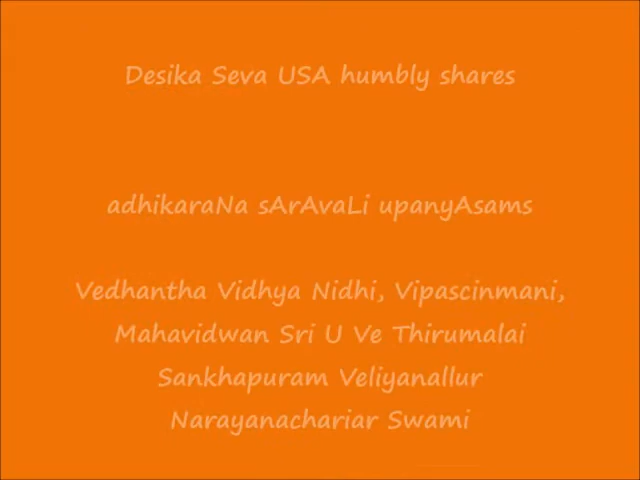 Desika Seva USA humbly shares
adhikaraNa sArAvaLi upanyAsams
Vedhantha Vidhya Nidhi, Vipascinmani,
Mahavidwan Sri U Ve Thirumalai
Sankhapuram Veliyanallur
Narayanachariar Swami